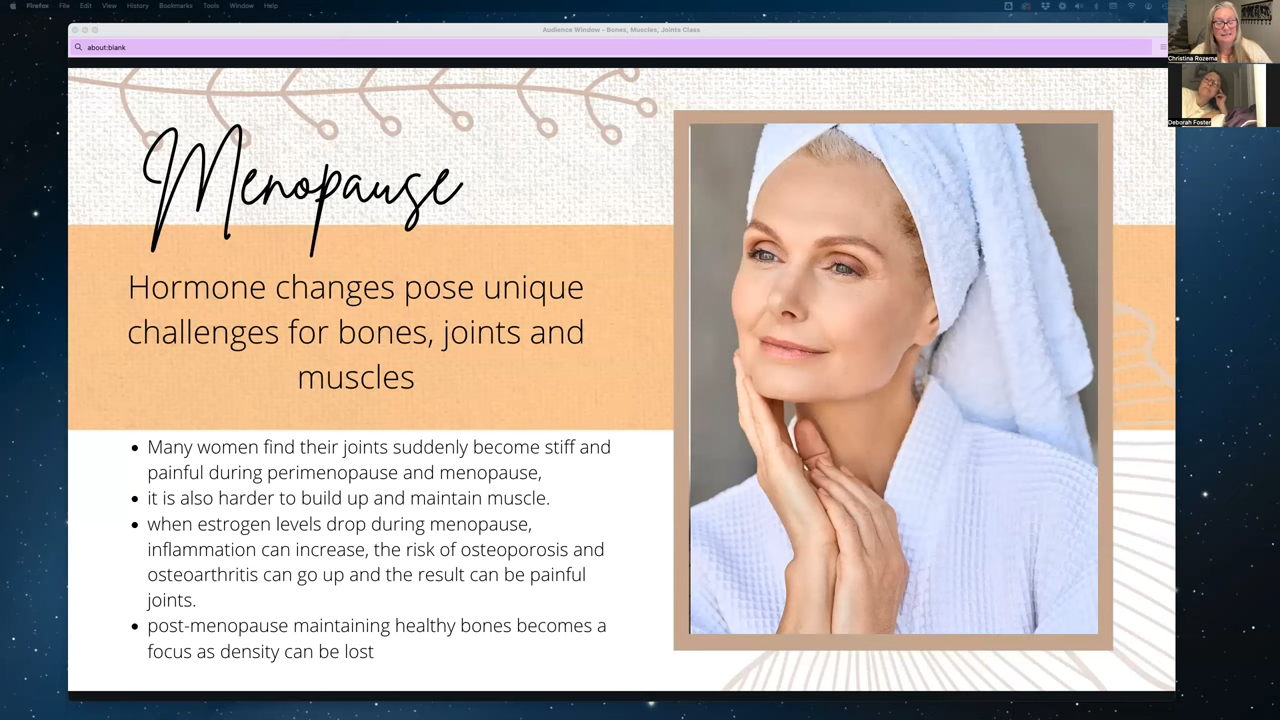 Firefox File Edit View History Bookmarks Tools Window Help
Audience Window - Bones, Muscles, Joints Class
about:blank
Christina Rozema
Deborah Foster
Menopause
Hormone changes pose unique
challenges for bones, joints and
muscles
• Many women find their joints suddenly become stiff and
painful during perimenopause and menopause,
• it is also harder to build up and maintain muscle.
• when estrogen levels drop during menopause,
inflammation can increase, the risk of osteoporosis and
osteoarthritis can go up and the result can be painful
joints.
• post-menopause maintaining healthy bones becomes a
focus as density can be lost